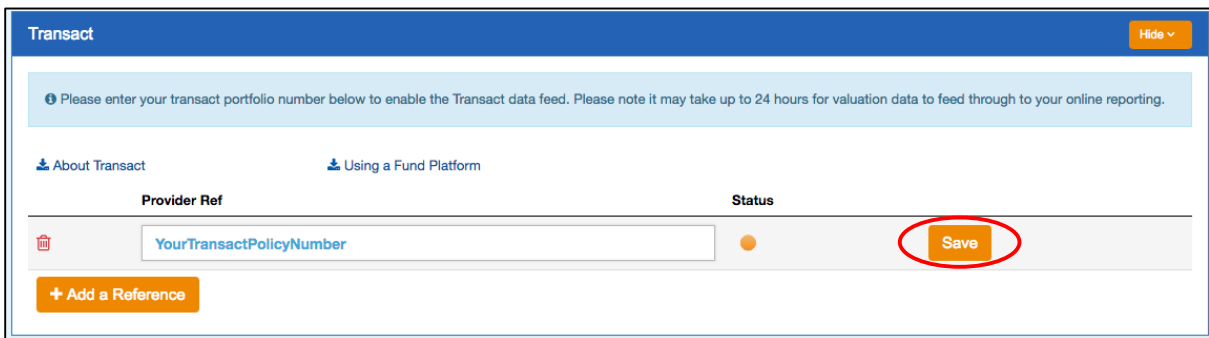 Transact
Hide
Please enter your transact portfolio number below to enable the Transact data feed. Please note it may take up to 24 hours for valuation data to feed through to your online reporting.
About Transact Using a Fund Platform
Provider Ref Status
YourTransactPolicyNumber Save
+ Add a Reference